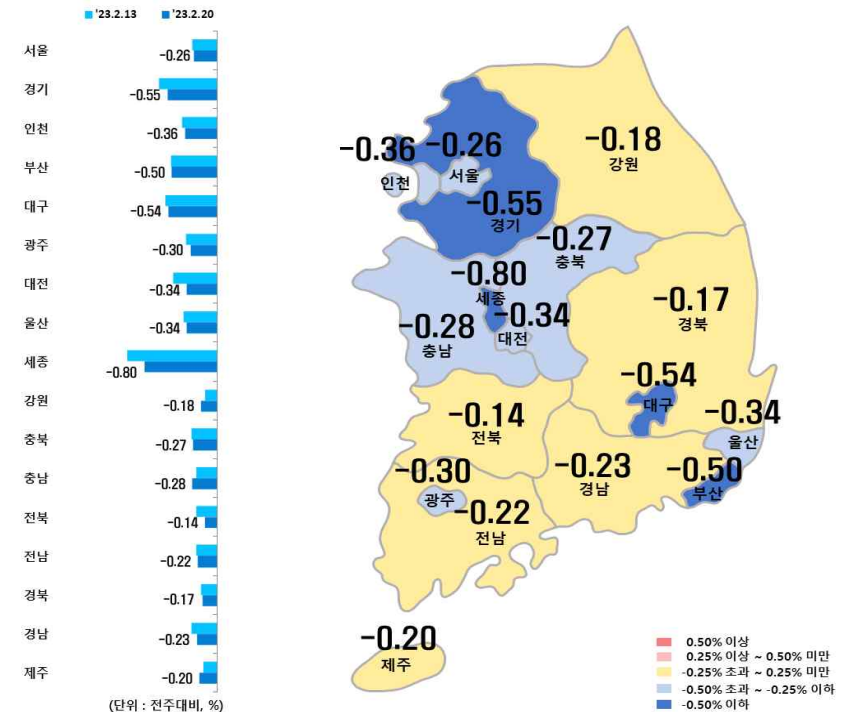 '23.2.13 '23.2.20
서울 -0.26
경기 -0.55
인천 -0.36
부산 -0.50
대구 -0.54
광주 -0.30
대전 -0.34
울산 -0.34
세종 -0.80
강원 -0.18
충북 -0.27
충남 -0.28
전북 -0.14
전남 -0.22
경북 -0.17
경남 -0.23
제주 -0.20
(단위 : 전주대비, %)
-0.18
강원
-0.36
인천
-0.26
서울
-0.55
경기
-0.27
충북
-0.80
세종
-0.34
대전
-0.28
충남
-0.17
경북
-0.54
대구
-0.34
울산
-0.14
전북
-0.23
경남
-0.50
부산
-0.30
광주
-0.22
전남
-0.20
제주
0.50% 이상
0.25% 이상 ~ 0.50% 미만
-0.25% 초과 ~ 0.25% 미만
-0.50% 초과 ~ -0.25% 이하
-0.50% 이하